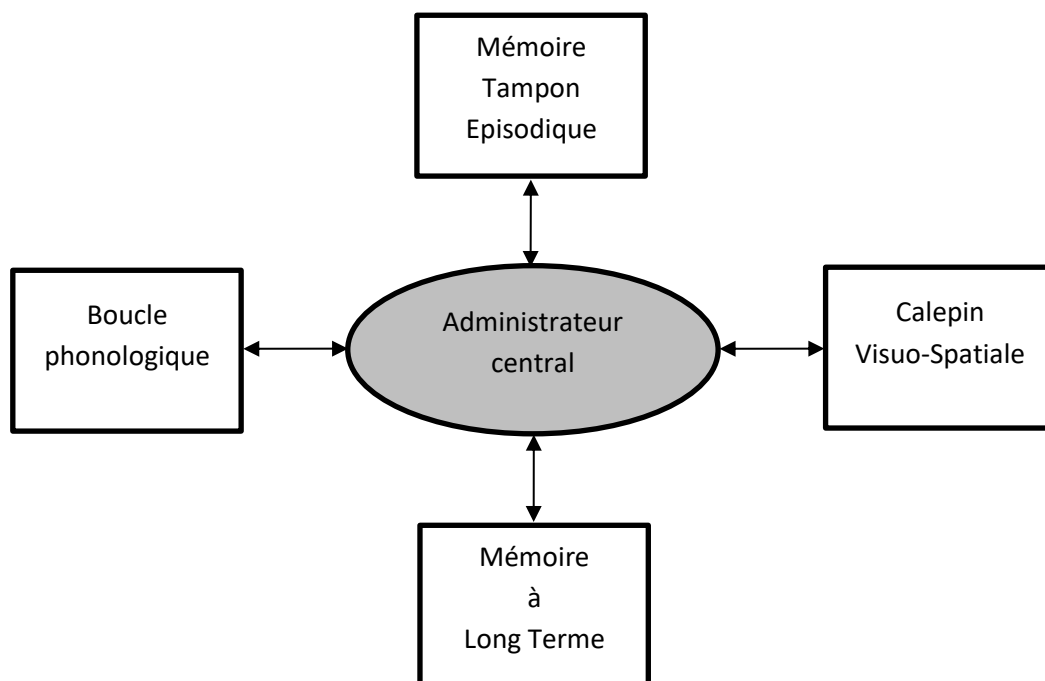 Mémoire
Tampon
Episodique
Boucle
phonologique
Administrateur
central
Calepin
Visuo-Spatiale
Mémoire
à
Long Terme